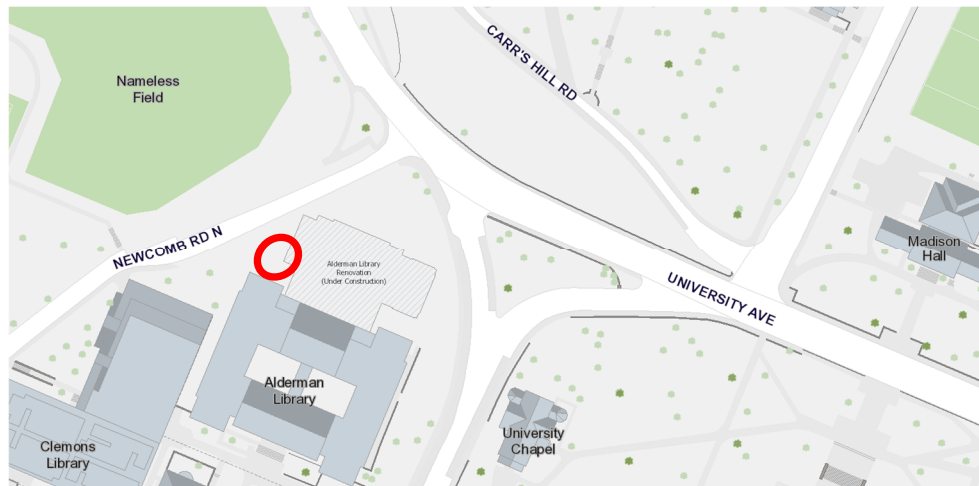 CARR'S HILL RD
Nameless
Field
NEWCOMB RD N
Alderman Library
Renovation
(Under Construction)
Madison
Hall
UNIVERSITY AVE
Alderman
Library
University
Chapel
Clemons
Library